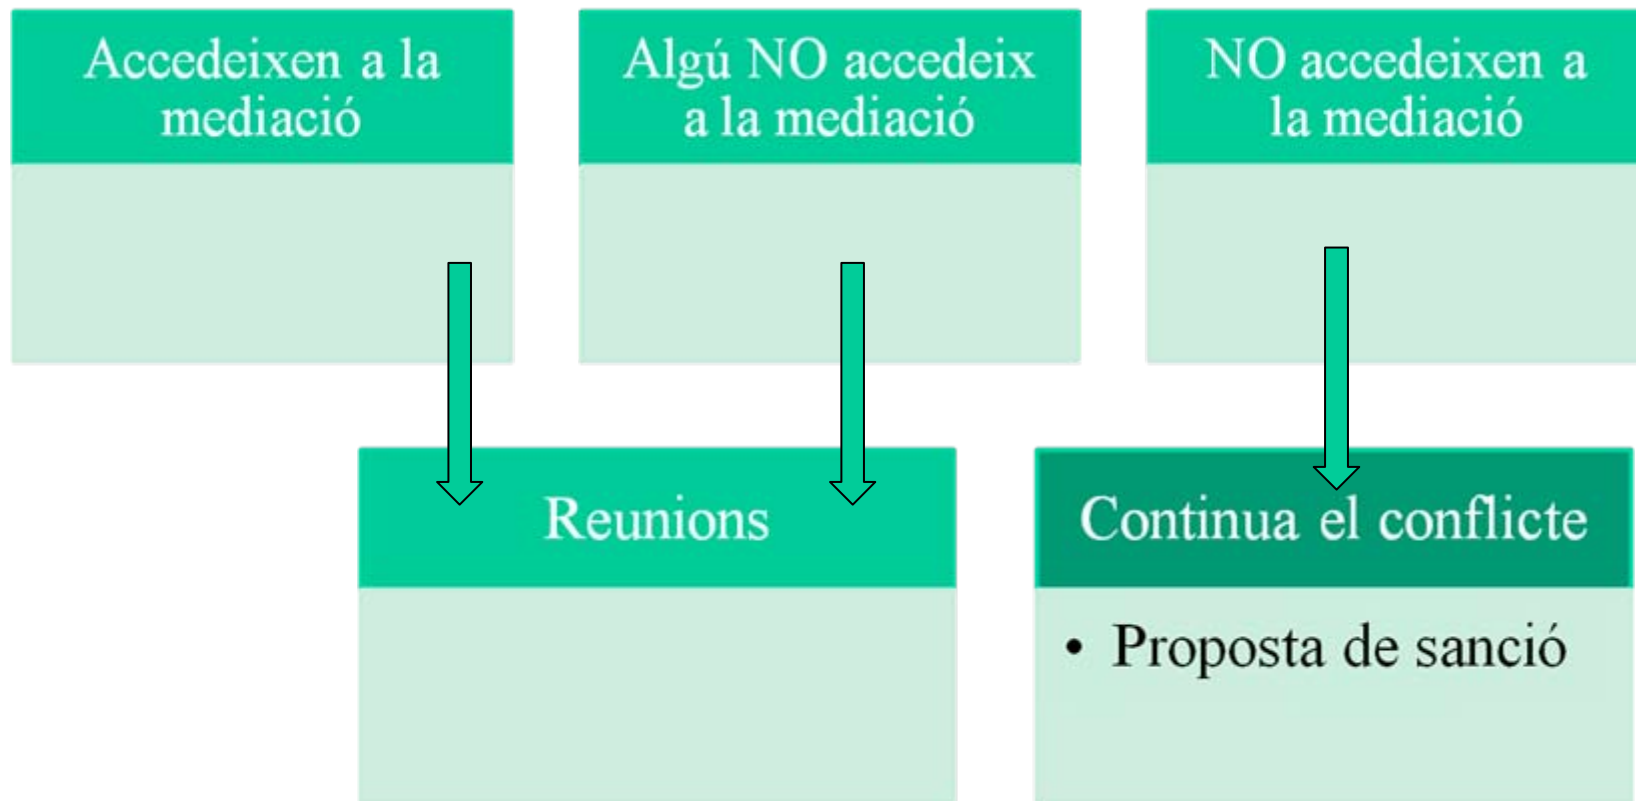 Accedeixen a la
mediació
Algú NO accedeix
a la mediació
NO accedeixen a
la mediació
Reunions
Continua el conflicte
• Proposta de sanció